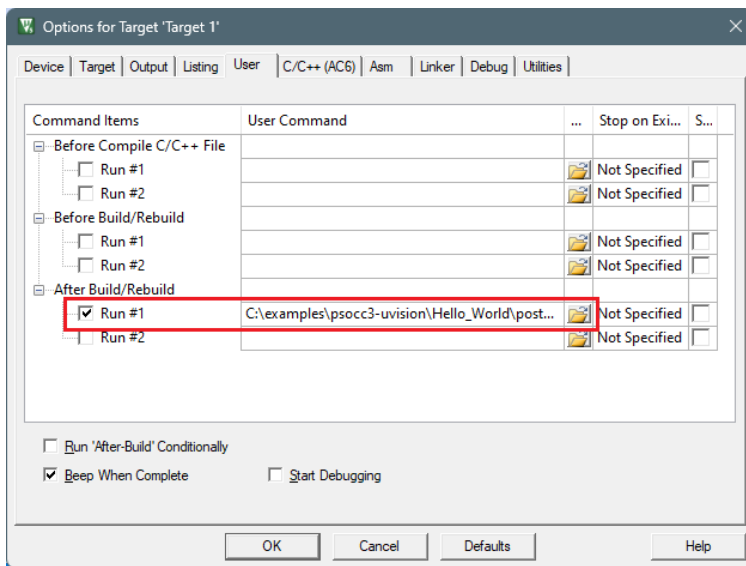 Options for Target 'Target 1'
Device Target Output Listing User C/C++ (AC6) Asm Linker Debug Utilities
Command Items User Command ... Stop on Exi... S...
Before Compile C/C++ File
Run #1 Not Specified
Run #2 Not Specified
Before Build/Rebuild
Run #1 Not Specified
Run #2 Not Specified
After Build/Rebuild
Run #1 C:\examples\psocc3-uvision\Hello_World\post... Not Specified
Run #2 Not Specified
Run 'After-Build' Conditionally
Beep When Complete Start Debugging
OK Cancel Defaults Help